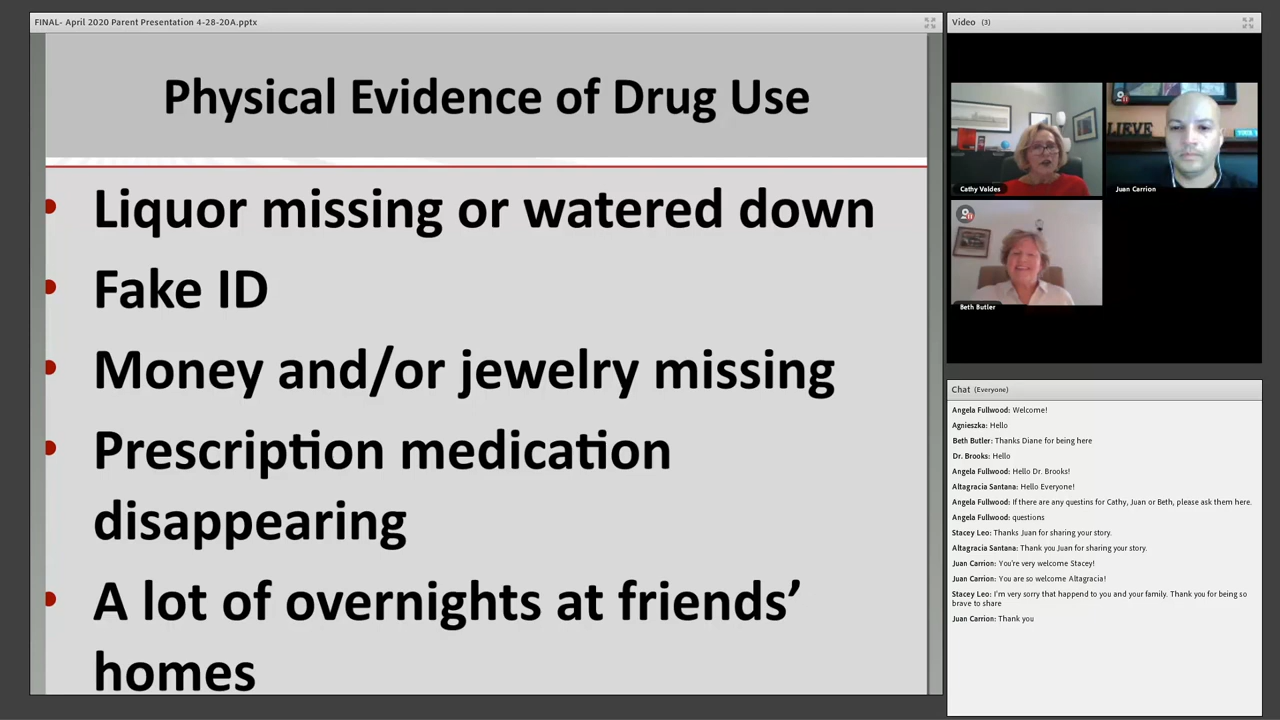 FINAL- April 2020 Parent Presentation 4-28-20A.pptx
Physical Evidence of Drug Use
• Liquor missing or watered down
• Fake ID
• Money and/or jewelry missing
• Prescription medication
disappearing
• A lot of overnights at friends’
homes
Video (3)
LIEVE
Cathy Valdes
Juan Carrion
Beth Butler
Chat (Everyone)
Angela Fullwood: Welcome!
Agnieszka: Hello
Beth Butler: Thanks Diane for being here
Dr. Brooks: Hello
Angela Fullwood: Hello Dr. Brooks!
Altagracia Santana: Hello Everyone!
Angela Fullwood: If there are any questins for Cathy, Juan or Beth, please ask them here.
Angela Fullwood: questions
Stacey Leo: Thanks Juan for sharing your story.
Altagracia Santana: Thank you Juan for sharing your story.
Juan Carrion: You're very welcome Stacey!
Juan Carrion: You are so welcome Altagracia!
Stacey Leo: I'm very sorry that happend to you and your family. Thank you for being so
brave to share
Juan Carrion: Thank you